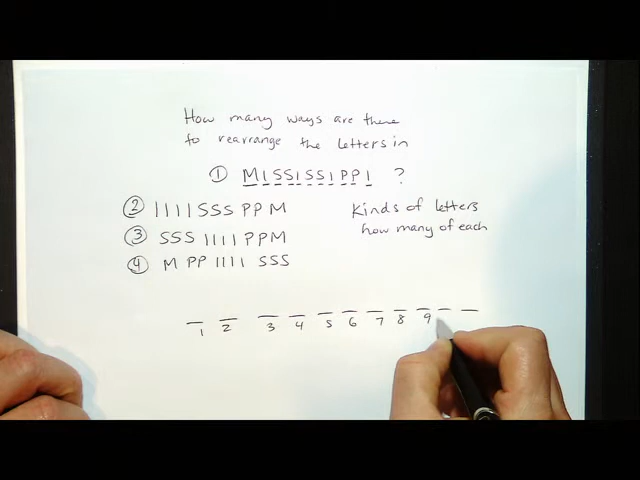 How many ways are there
to rearrange the letters in
① MISSISSIPPI ?
② IIIISSSPPM
③ SSSIIIIPPM
④ MPPIIIISSS
Kinds of letters
how many of each
1 2 3 4 5 6 7 8 9